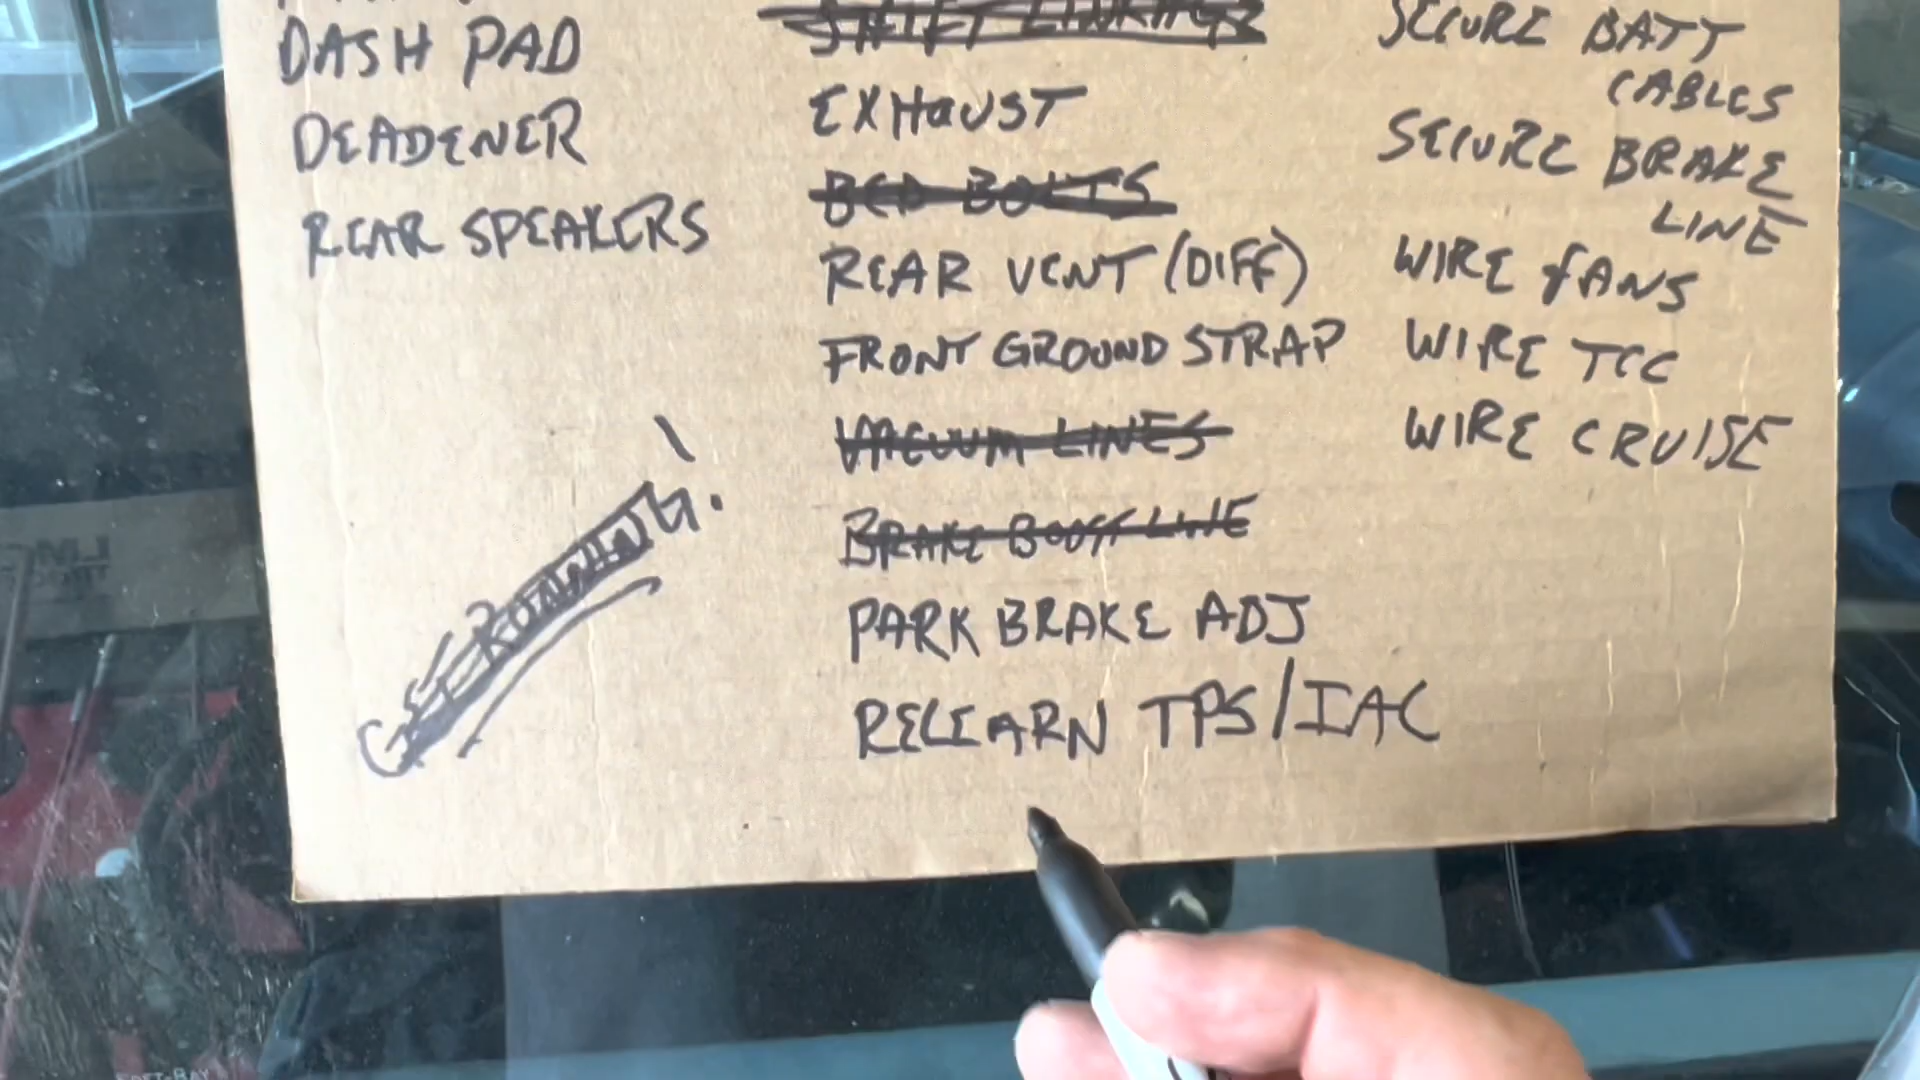 DASH PAD
DEADENER
REAR SPEAKERS
SHIFT LINKAGE
EXHAUST
BED BOLTS
REAR VENT (DIFF)
FRONT GROUND STRAP
VACUUM LINES
BRAKE BOOST LINE
PARK BRAKE ADJ
RELEARN TPS/IAC
SECURE BATT
CABLES
SECURE BRAKE
LINE
WIRE FANS
WIRE TCC
WIRE CRUISE
GET